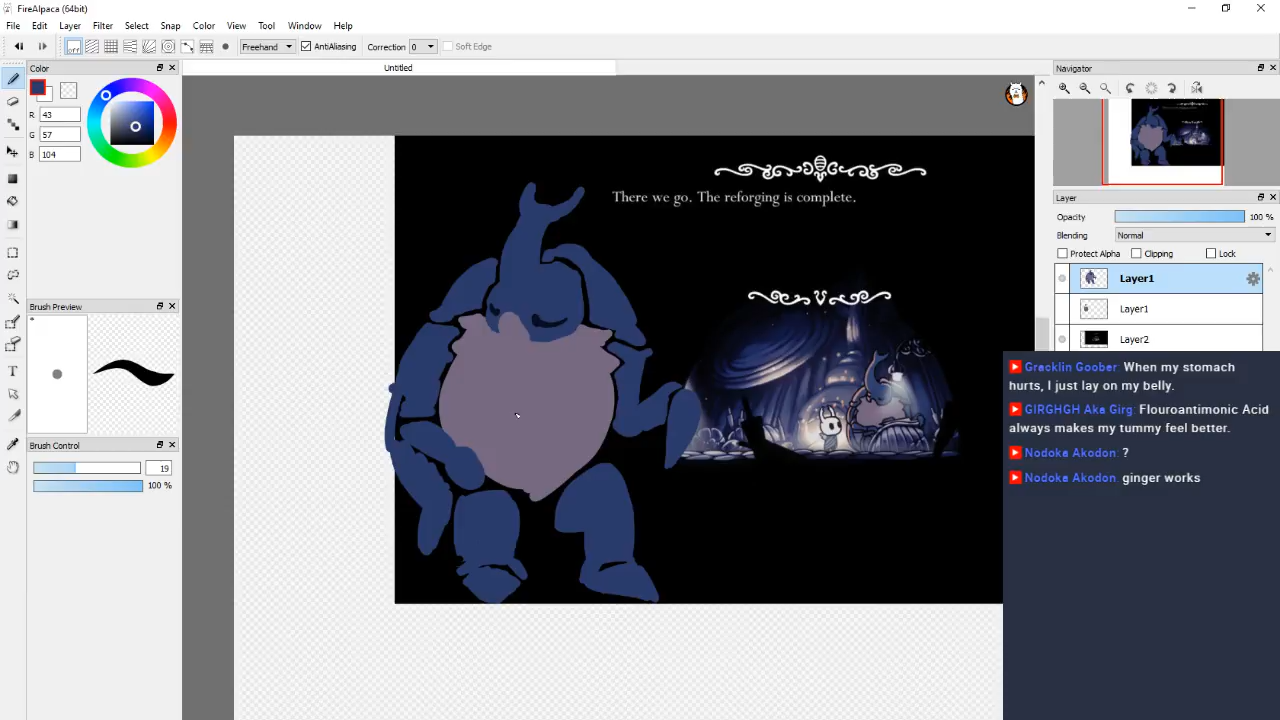 FireAlpaca (64bit)
File Edit Layer Filter Select Snap Color View Tool Window Help
OFF Freehand AntiAliasing Correction 0 Soft Edge
Color
Untitled
Navigator
R 43
G 57
B 104
There we go. The reforging is complete.
Layer
Opacity 100 %
Blending Normal
Protect Alpha Clipping Lock
Layer1
Layer1
Layer2
Brush Preview
T
Brush Control
19
100 %
Gracklin Goober: When my stomach
hurts, I just lay on my belly.
GIRGHGH Aka Girg: Flouroantimonic Acid
always makes my tummy feel better.
Nodoka Akodon: ?
Nodoka Akodon: ginger works